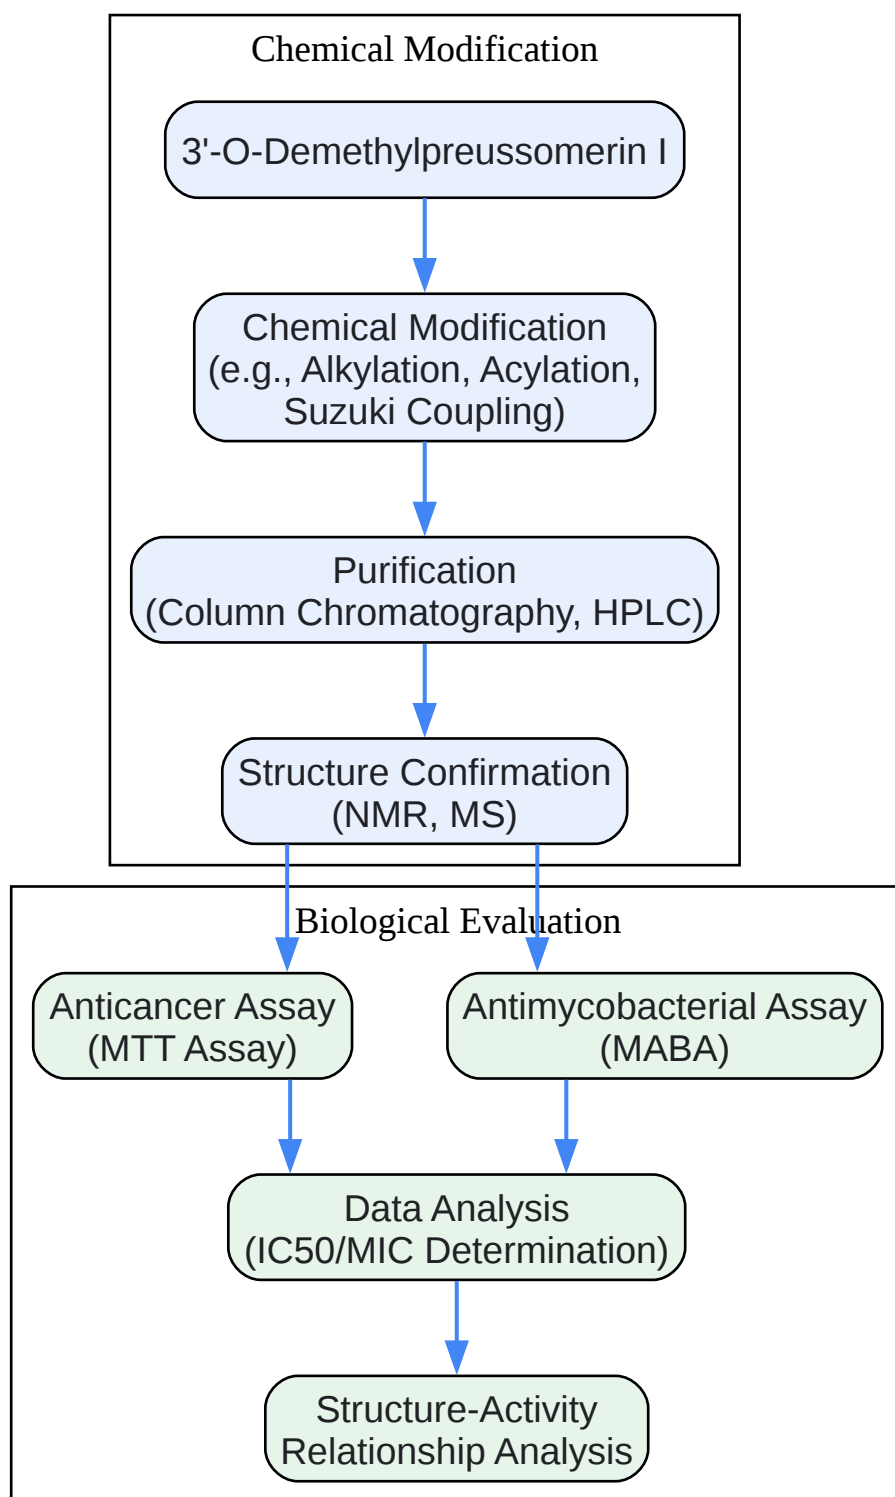 Chemical Modification
3'-O-Demethylpreussomerin I
Chemical Modification
(e.g., Alkylation, Acylation,
Suzuki Coupling)
Purification
(Column Chromatography, HPLC)
Structure Confirmation
(NMR, MS)
Biological Evaluation
Anticancer Assay
(MTT Assay)
Antimycobacterial Assay
(MABA)
Data Analysis
(IC50/MIC Determination)
Structure-Activity
Relationship Analysis